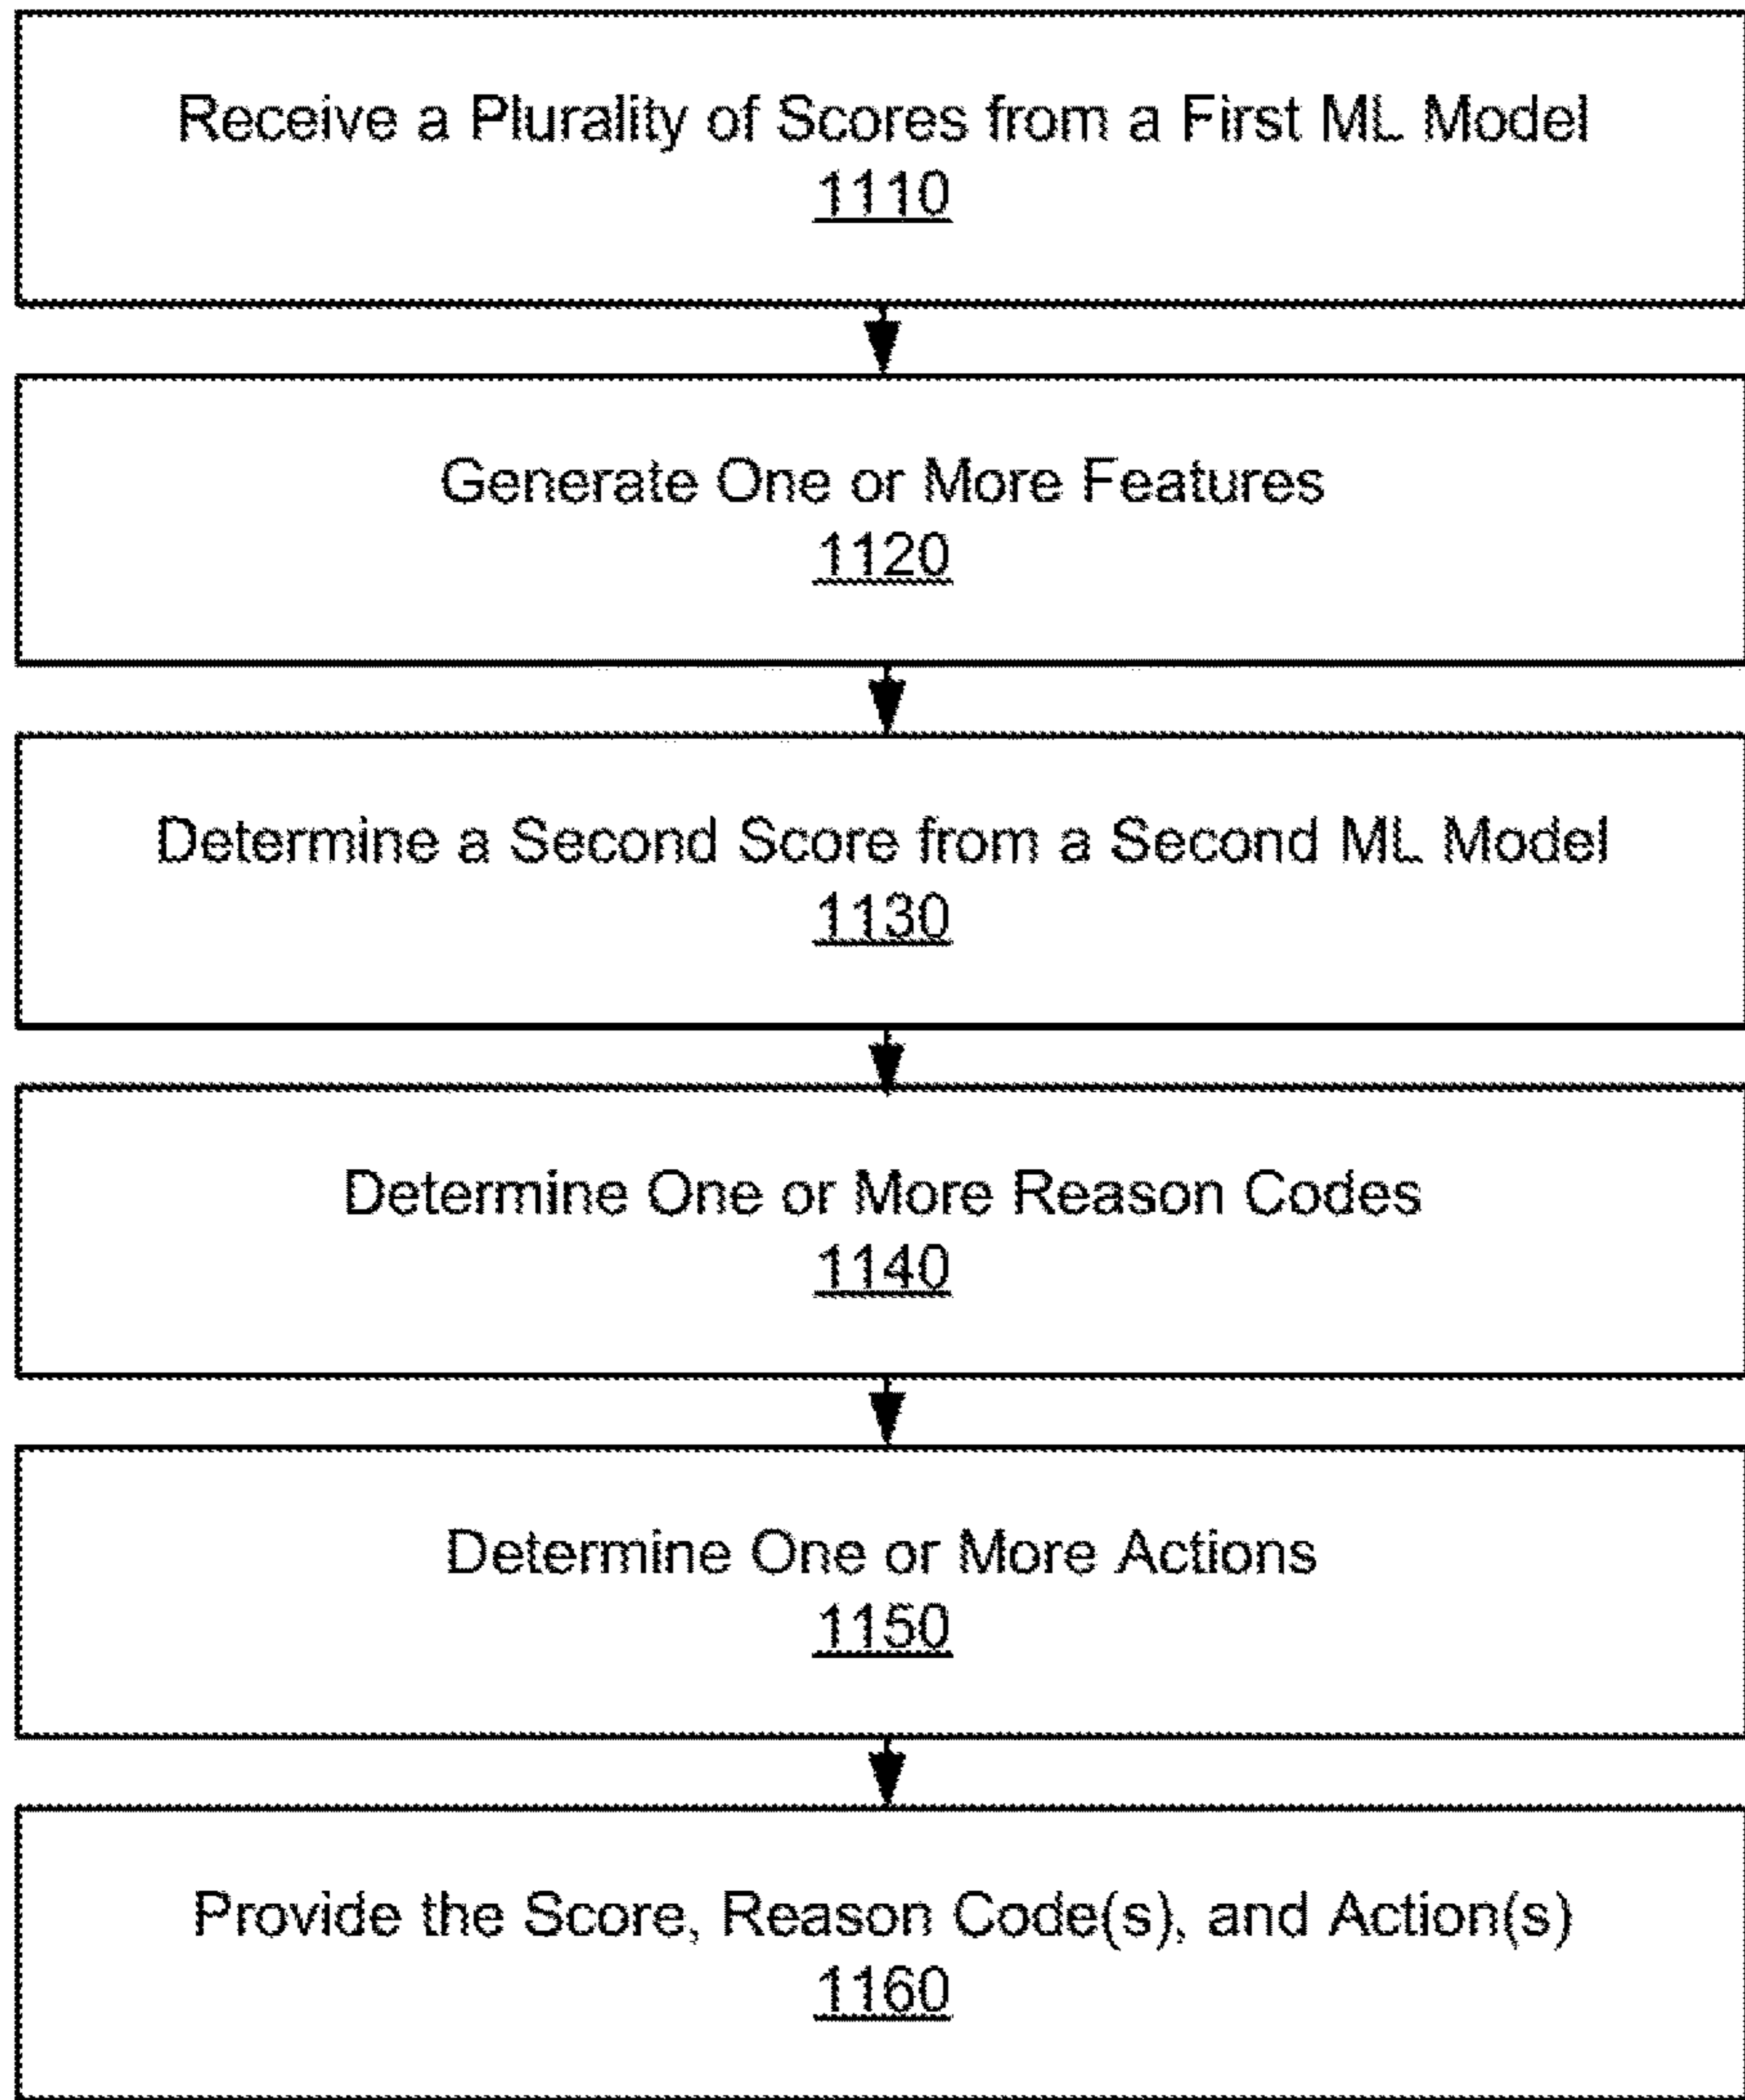 Receive a Plurality of Scores from a First ML Model
1110
Generate One or More Features
1120
Determine a Second Score from a Second ML Model
1130
Determine One or More Reason Codes
1140
Determine One or More Actions
1150
Provide the Score, Reason Code(s), and Action(s)
1160